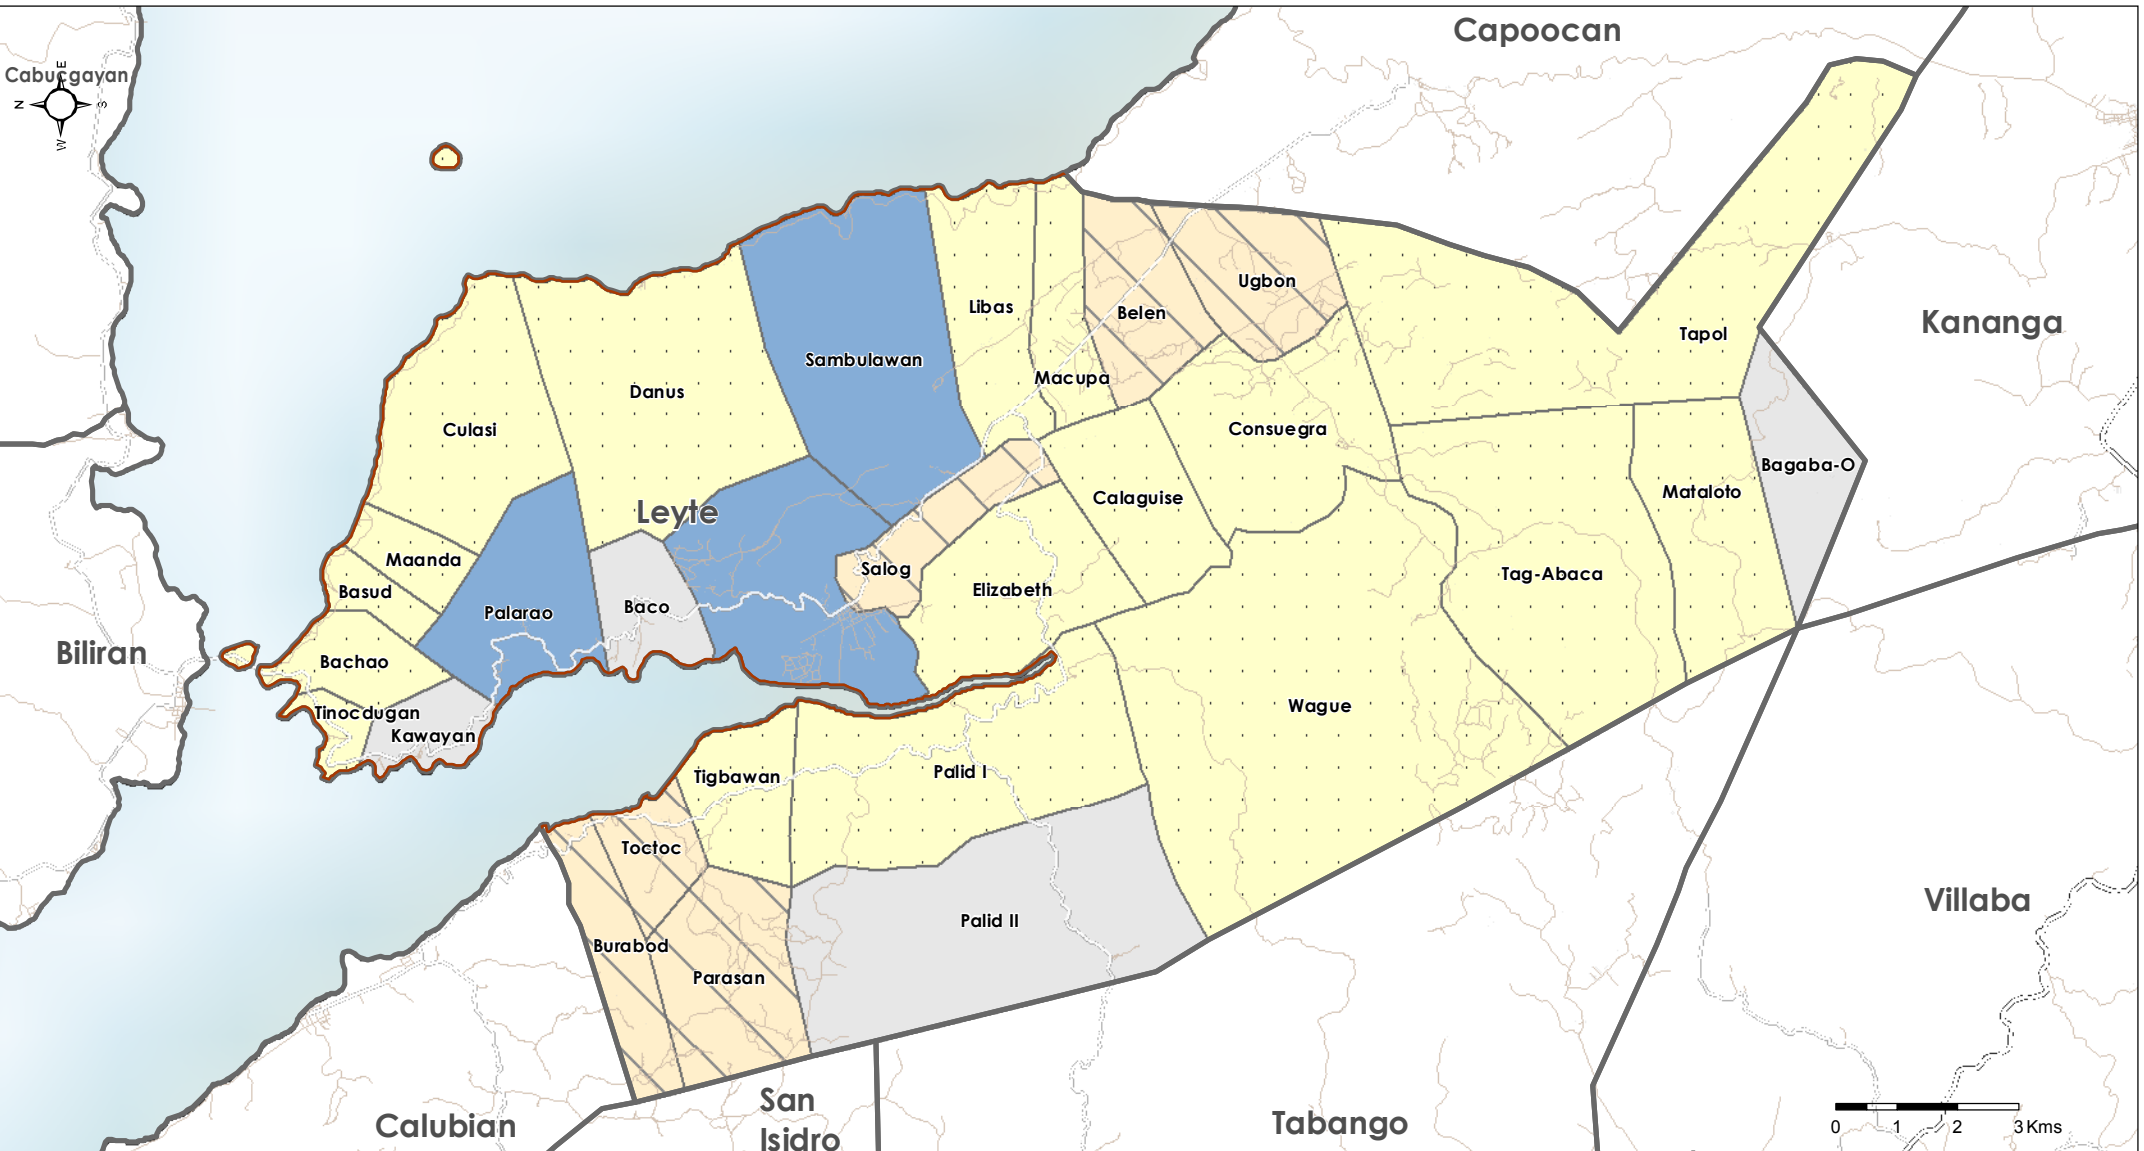 Capoocan
Cabucgayan
E
N
S
W
Ugbon
Libas
Belen
Kananga
Tapol
Sambulawan
Macupa
Danus
Culasi
Consuegra
Bagaba-O
Mataloto
Calaguise
Leyte
Maanda
Salog
Tag-Abaca
Basud
Elizabeth
Baco
Palarao
Biliran
Bachao
Wague
Tinocdugan
Kawayan
Palid I
Tigbawan
Toctoc
Villaba
Palid II
Burabod
Parasan
San
Isidro
Calubian
Tabango
0 1 2 3 Kms